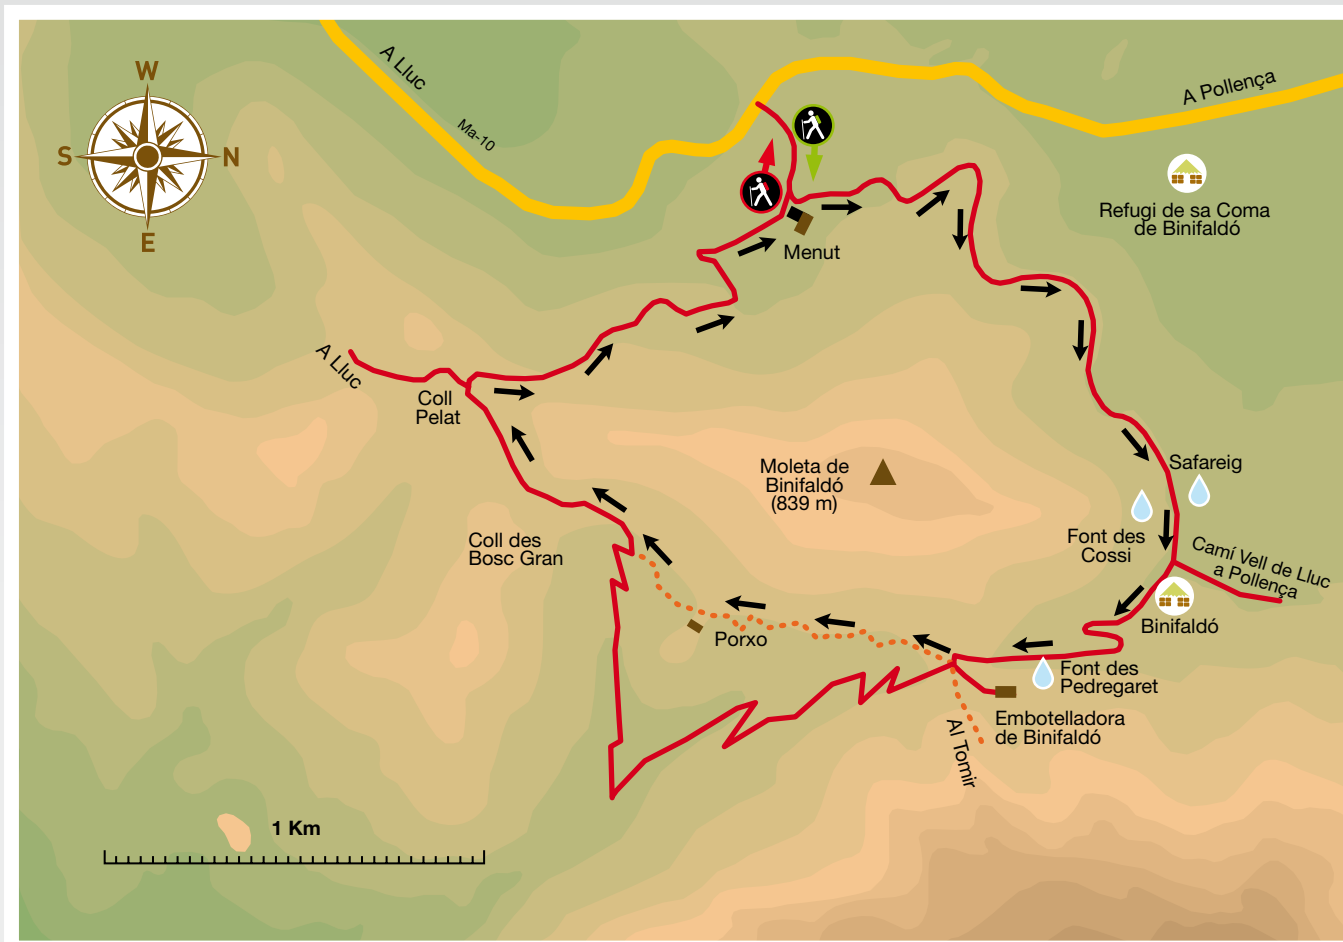 W
S
N
E
A Lluc
Ma-10
A Pollença
Refugi de sa Coma
de Binifaldó
Menut
A Lluc
Coll
Pelat
Moleta de
Binifaldó
(839 m)
Safareig
Font des
Cossi
Camí Vell de Lluc
a Pollença
Coll des
Bosc Gran
Binifaldó
Porxo
Font des
Pedregaret
Embotelladora
de Binifaldó
Al Tomir
1 Km